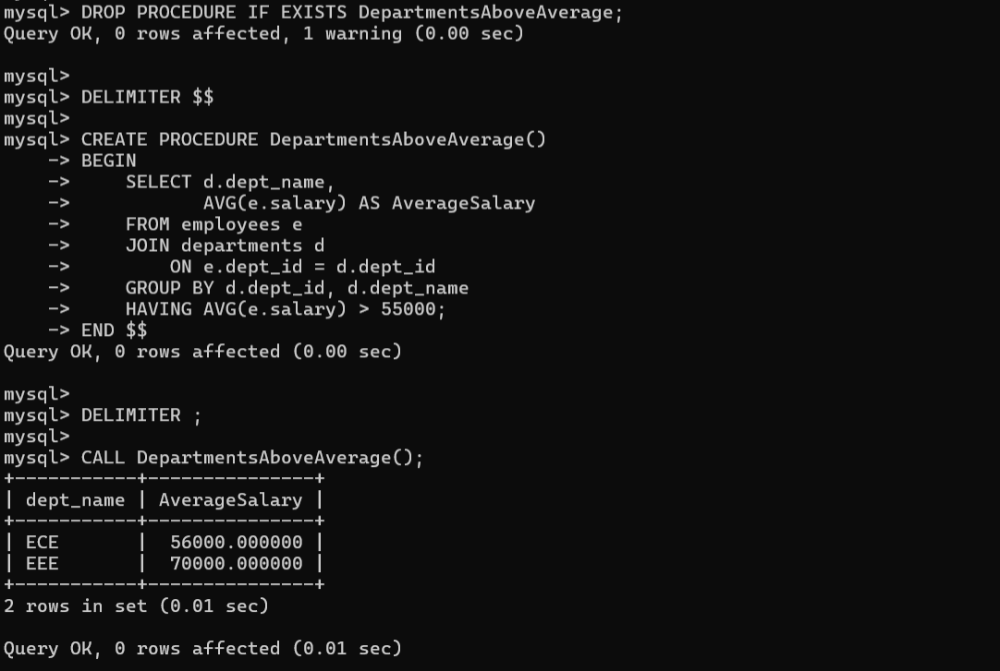 mysql> DROP PROCEDURE IF EXISTS DepartmentsAboveAverage;
Query OK, 0 rows affected, 1 warning (0.00 sec)

mysql>
mysql> DELIMITER $$
mysql>
mysql> CREATE PROCEDURE DepartmentsAboveAverage()
    -> BEGIN
    ->     SELECT d.dept_name,
    ->            AVG(e.salary) AS AverageSalary
    ->     FROM employees e
    ->     JOIN departments d
    ->         ON e.dept_id = d.dept_id
    ->     GROUP BY d.dept_id, d.dept_name
    ->     HAVING AVG(e.salary) > 55000;
    -> END $$
Query OK, 0 rows affected (0.00 sec)

mysql>
mysql> DELIMITER ;
mysql>
mysql> CALL DepartmentsAboveAverage();
+-----------+---------------+
| dept_name | AverageSalary |
+-----------+---------------+
| ECE       |  56000.000000 |
| EEE       |  70000.000000 |
+-----------+---------------+
2 rows in set (0.01 sec)

Query OK, 0 rows affected (0.01 sec)